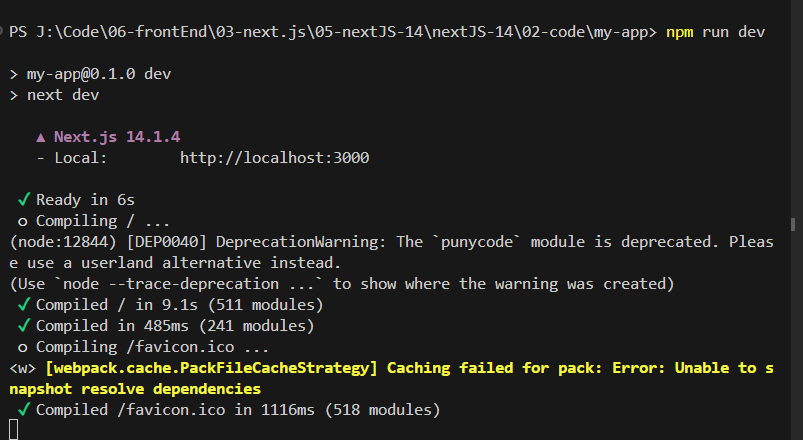 PS J:\Code\06-frontEnd\03-next.js\05-nextJS-14\nextJS-14\02-code\my-app> npm run dev
> my-app@0.1.0 dev
> next dev
▲ Next.js 14.1.4
- Local:        http://localhost:3000
✓ Ready in 6s
○ Compiling / ...
(node:12844) [DEP0040] DeprecationWarning: The `punycode` module is deprecated. Pleas
e use a userland alternative instead.
(Use `node --trace-deprecation ...` to show where the warning was created)
✓ Compiled / in 9.1s (511 modules)
✓ Compiled in 485ms (241 modules)
○ Compiling /favicon.ico ...
<w> [webpack.cache.PackFileCacheStrategy] Caching failed for pack: Error: Unable to s
napshot resolve dependencies
✓ Compiled /favicon.ico in 1116ms (518 modules)